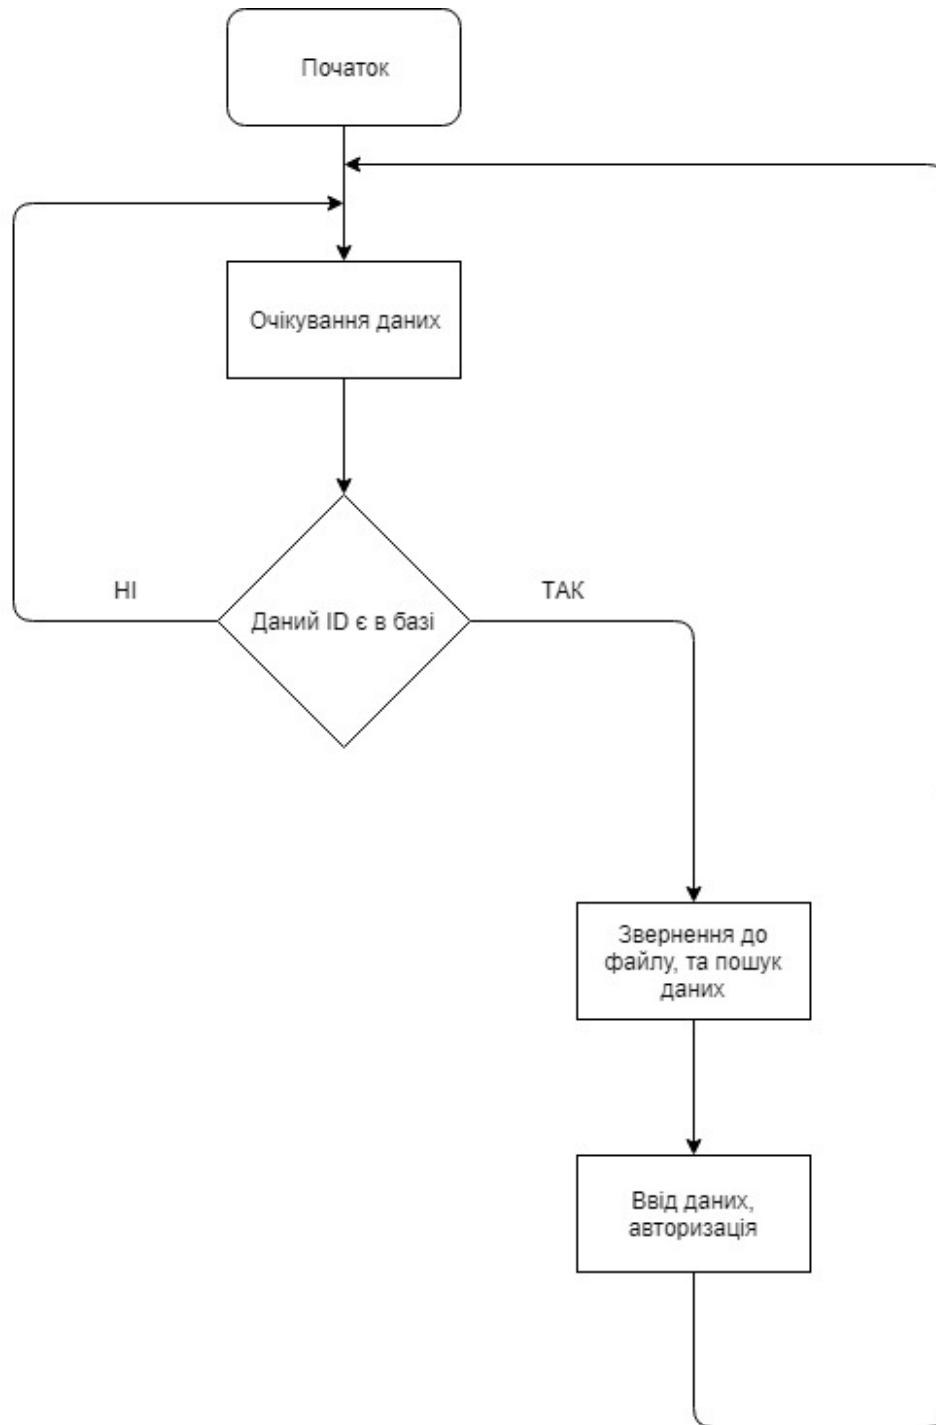 Початок
Очікування даних
НІ
ТАК
Даний ID є в базі
Звернення до
файлу, та пошук
даних
Ввід даних,
авторизація